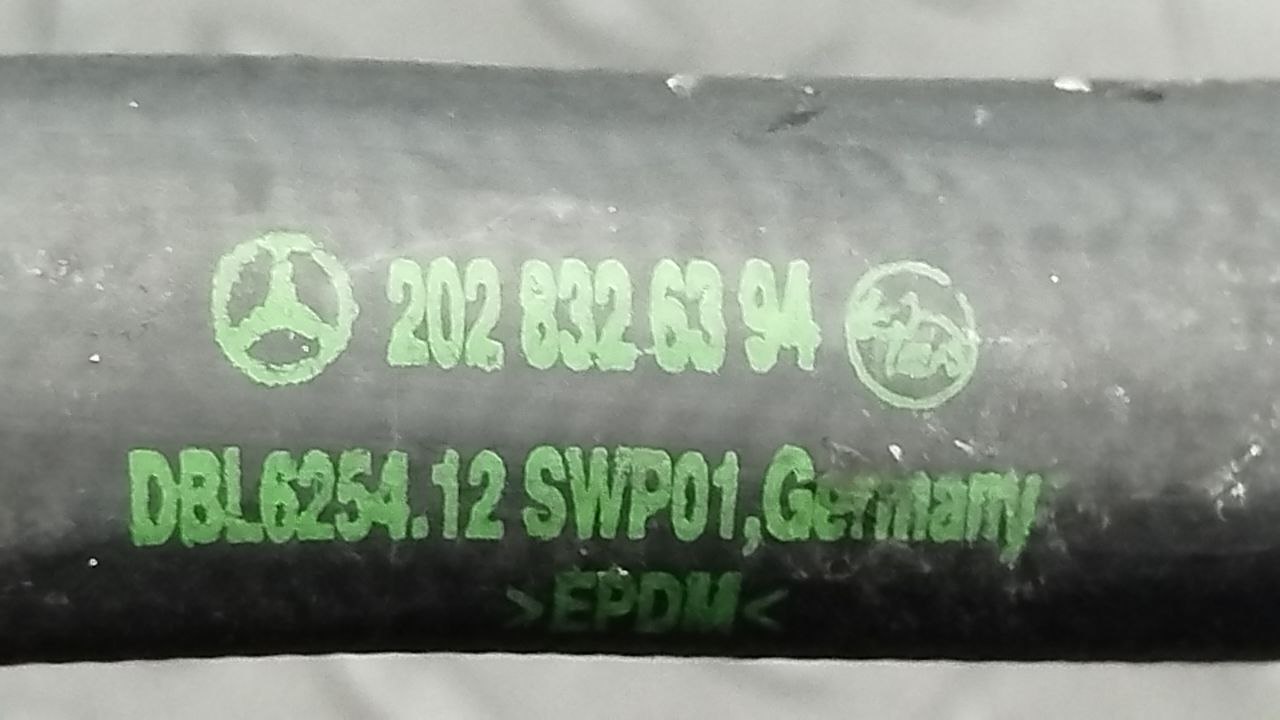 202 832 63 94
DBL6254.12 SWP01,Germany
>EPDM<